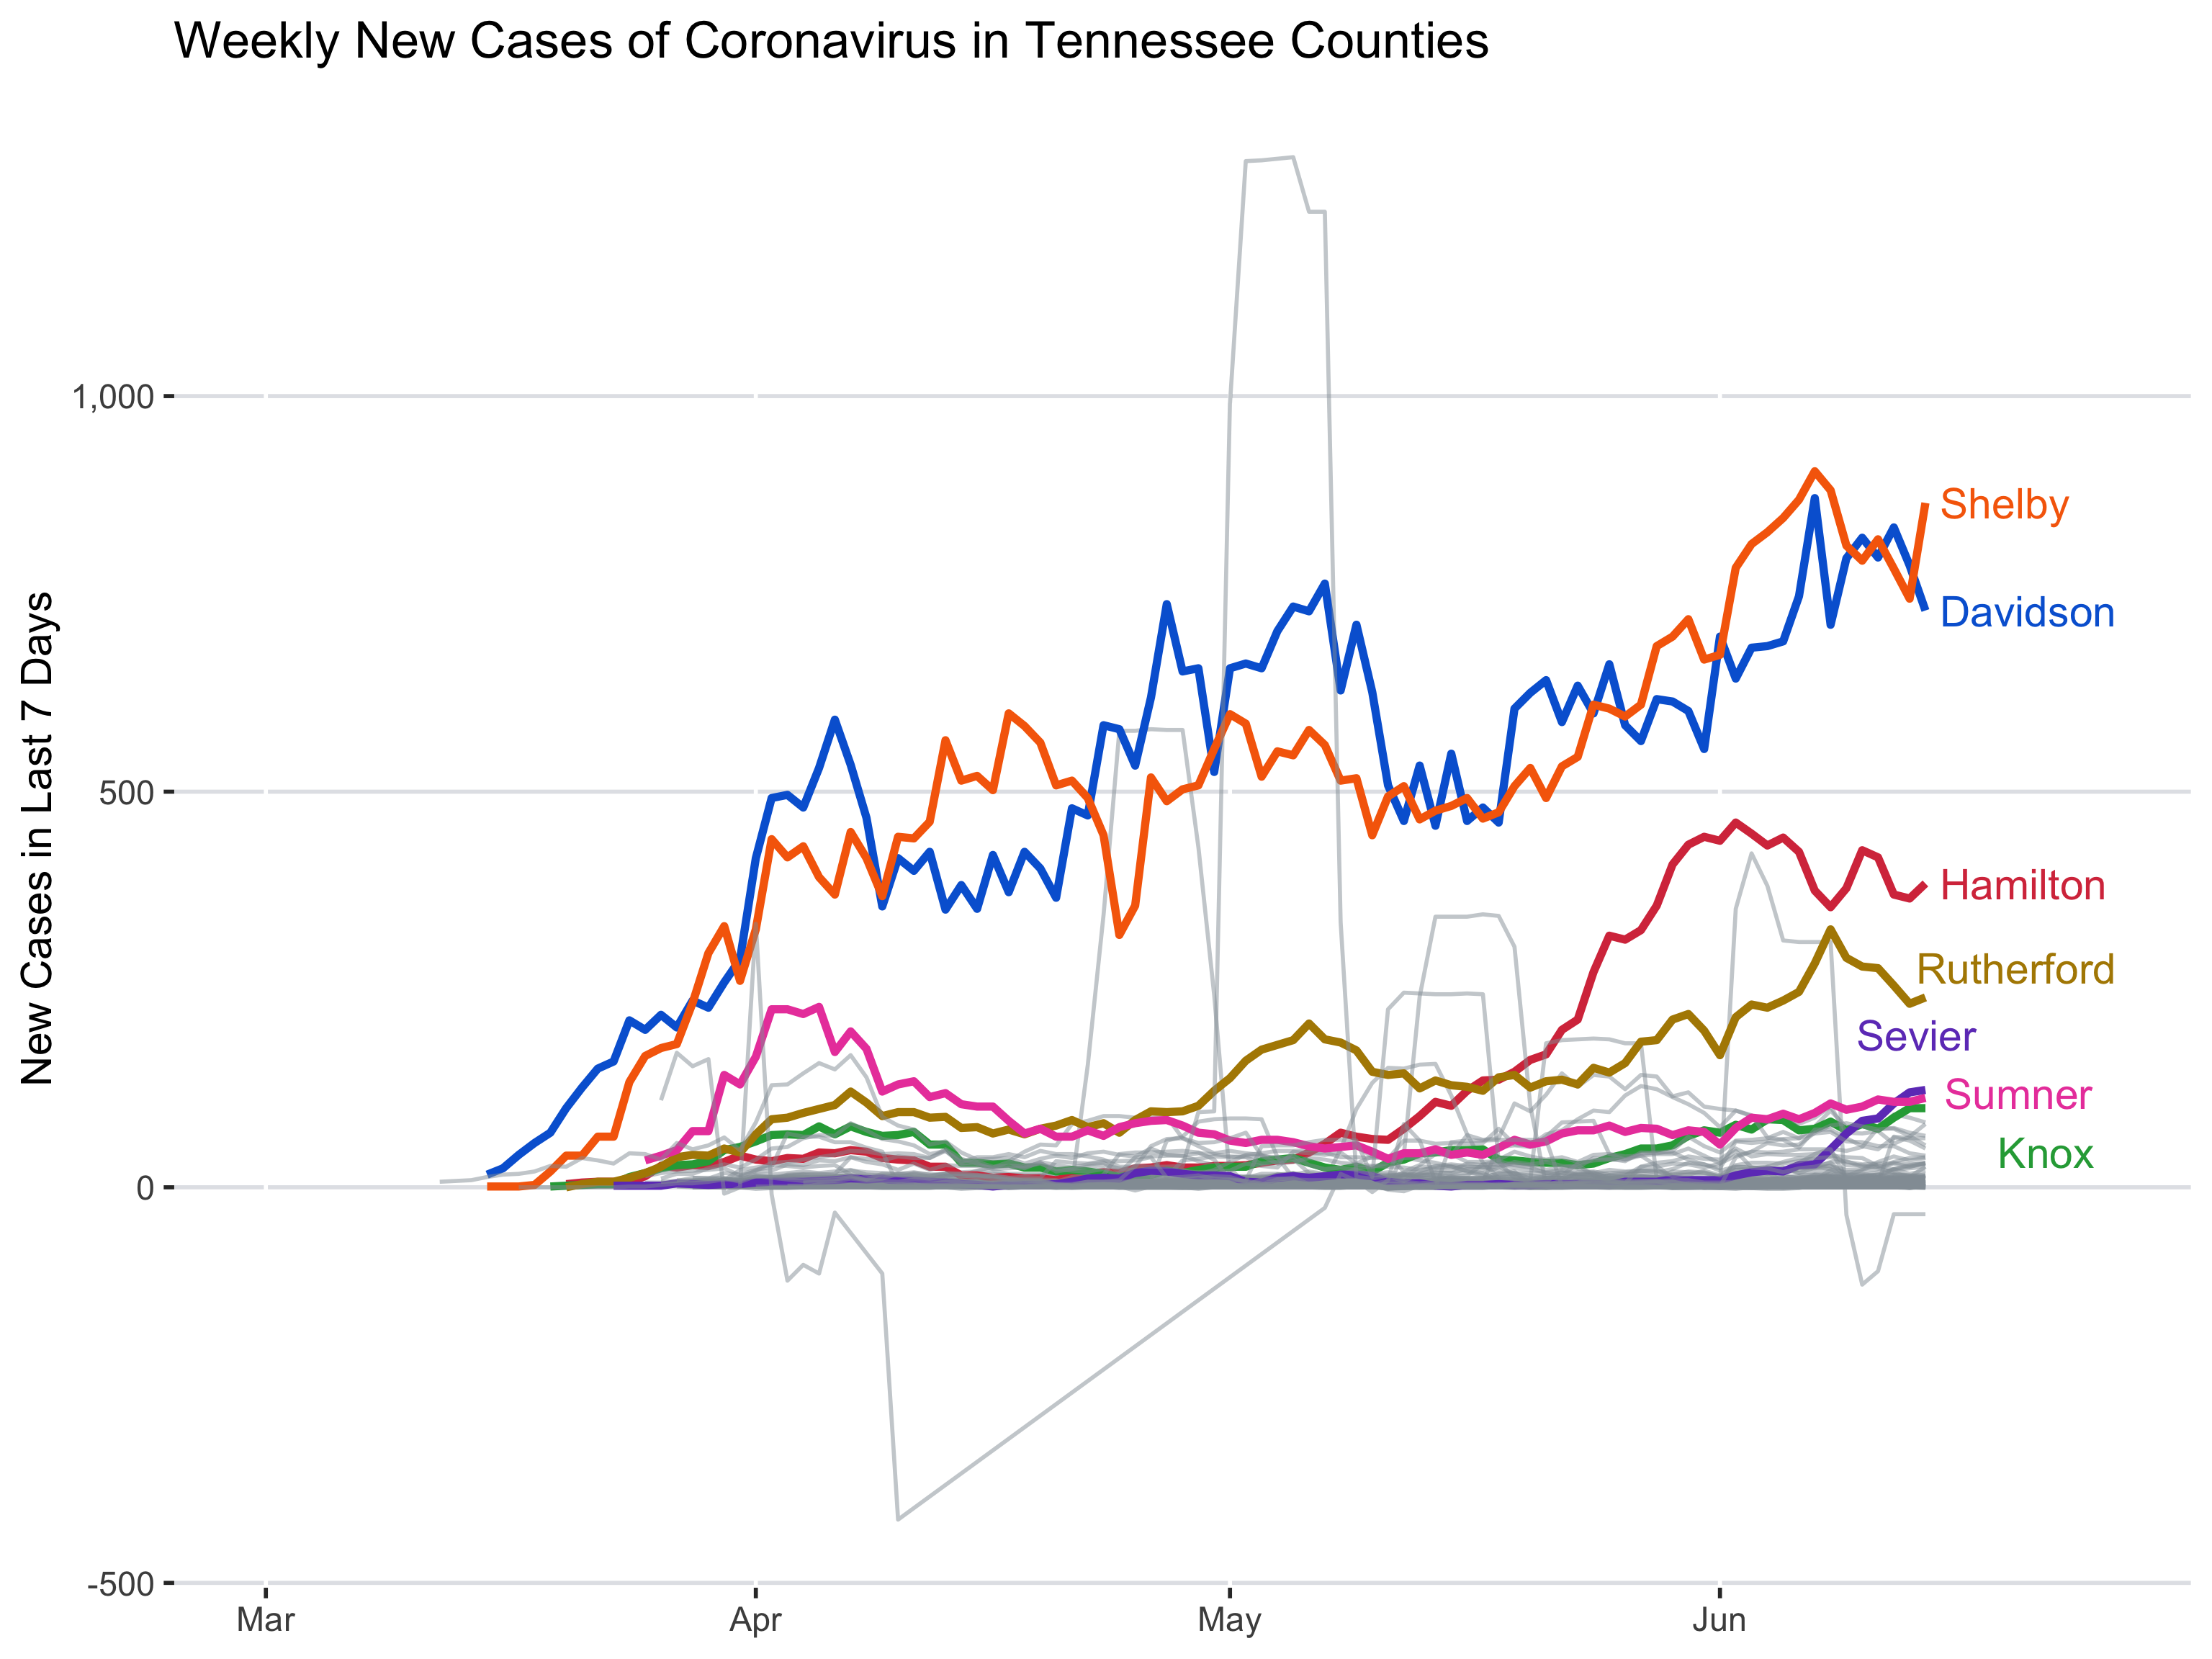 Weekly New Cases of Coronavirus in Tennessee Counties
New Cases in Last 7 Days
1,000
500
0
-500
Mar
Apr
May
Jun
Shelby
Davidson
Hamilton
Rutherford
Sevier
Sumner
Knox